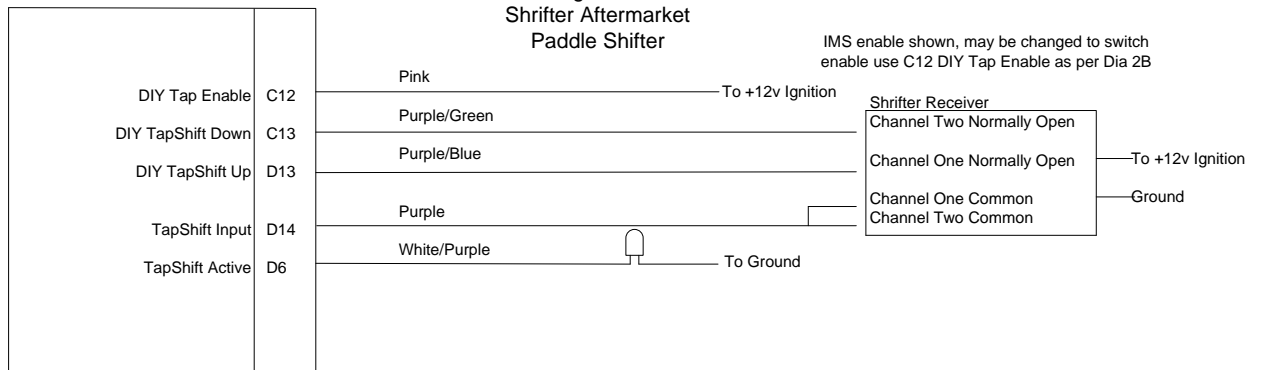 Shrifter Aftermarket
Paddle Shifter
IMS enable shown, may be changed to switch
enable use C12 DIY Tap Enable as per Dia 2B
DIY Tap Enable C12 Pink To +12v Ignition
DIY TapShift Down C13 Purple/Green
DIY TapShift Up D13 Purple/Blue
TapShift Input D14 Purple
TapShift Active D6 White/Purple To Ground
Shrifter Receiver
Channel Two Normally Open
Channel One Normally Open To +12v Ignition
Channel One Common Ground
Channel Two Common